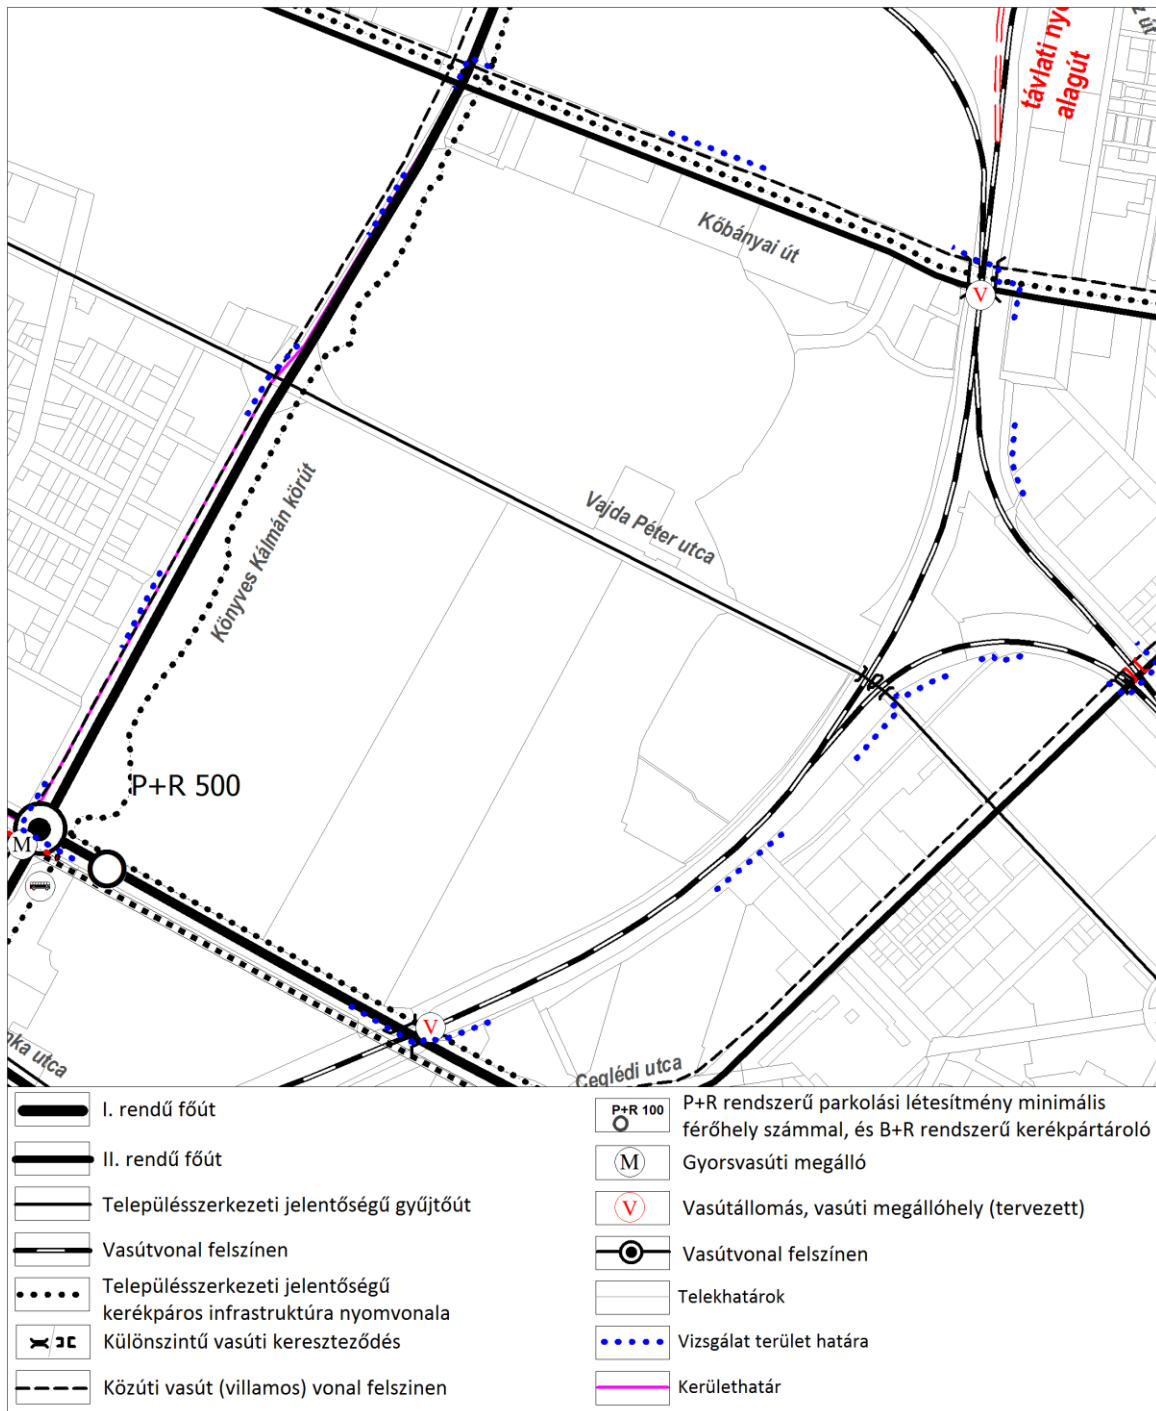 távlati nyo
alagút
z út
Kőbányai út
V
Vajda Péter utca
Könyves Kálmán körút
P+R 500
M
V
Ceglédi utca
nka utca
I. rendű főút
II. rendű főút
Településszerkezeti jelentőségű gyűjtőút
Vasútvonal felszínen
Településszerkezeti jelentőségű
kerékpáros infrastruktúra nyomvonala
Különszintű vasúti kereszteződés
Közúti vasút (villamos) vonal felszinen
P+R 100
P+R rendszerű parkolási létesítmény minimális
férőhely számmal, és B+R rendszerű kerékpártároló
M
Gyorsvasúti megálló
V
Vasútállomás, vasúti megállóhely (tervezett)
Vasútvonal felszínen
Telekhatárok
Vizsgálat terület határa
Kerülethatár